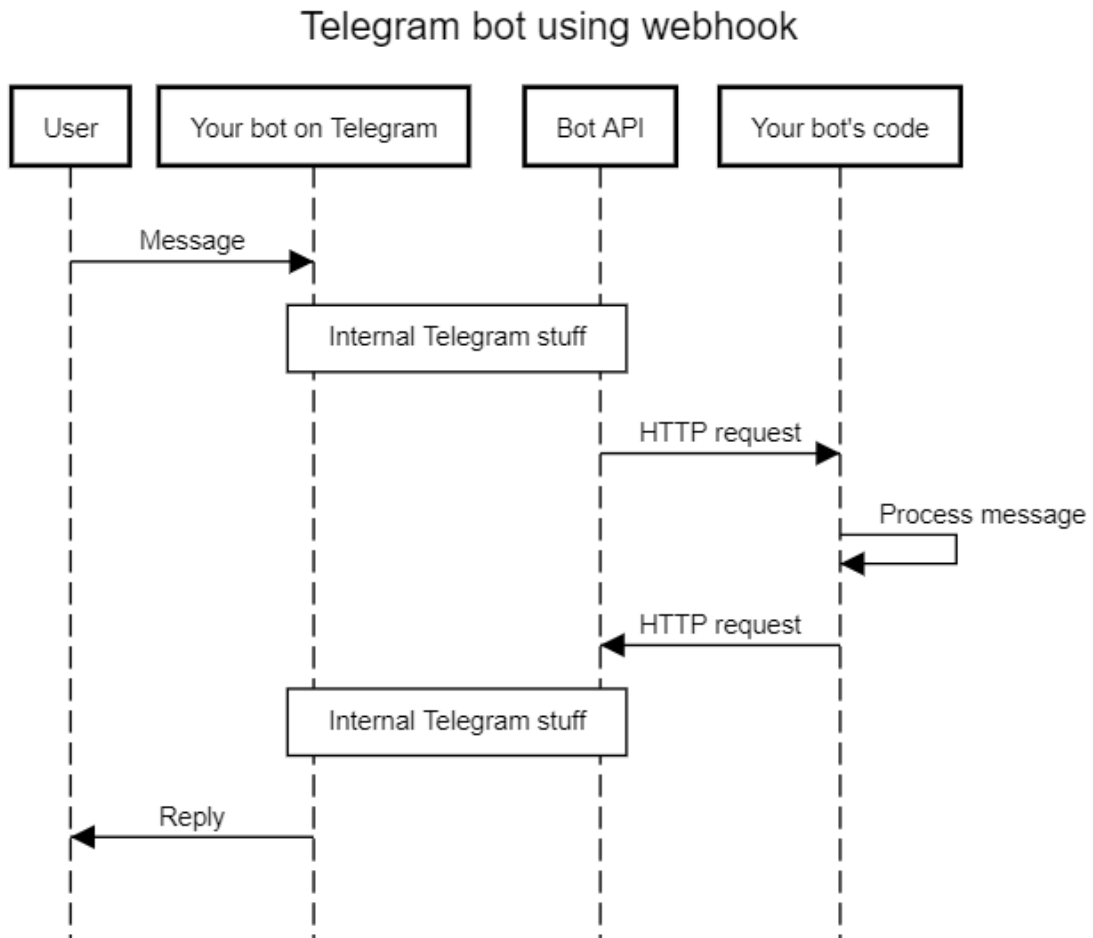 Telegram bot using webhook
User
Your bot on Telegram
Bot API
Your bot's code
Message
Internal Telegram stuff
HTTP request
Process message
HTTP request
Internal Telegram stuff
Reply